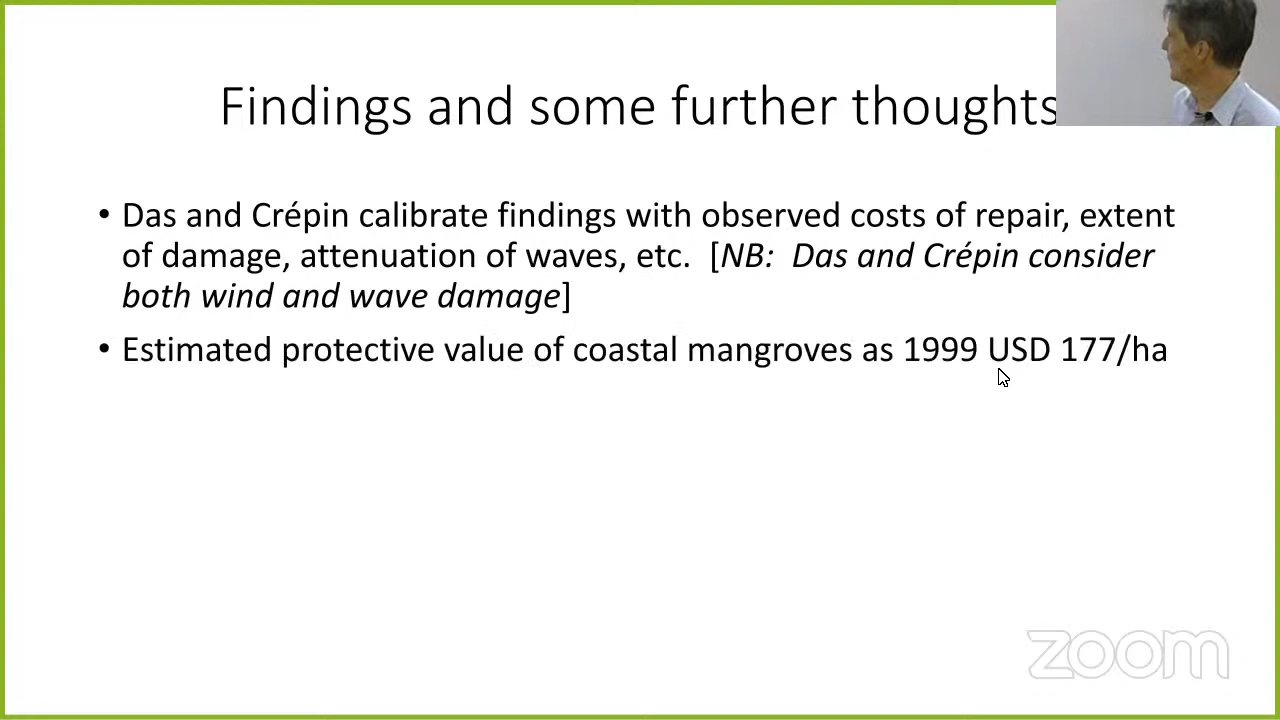 Findings and some further thoughts
• Das and Crépin calibrate findings with observed costs of repair, extent
of damage, attenuation of waves, etc.  [NB:  Das and Crépin consider
both wind and wave damage]
• Estimated protective value of coastal mangroves as 1999 USD 177/ha
zoom